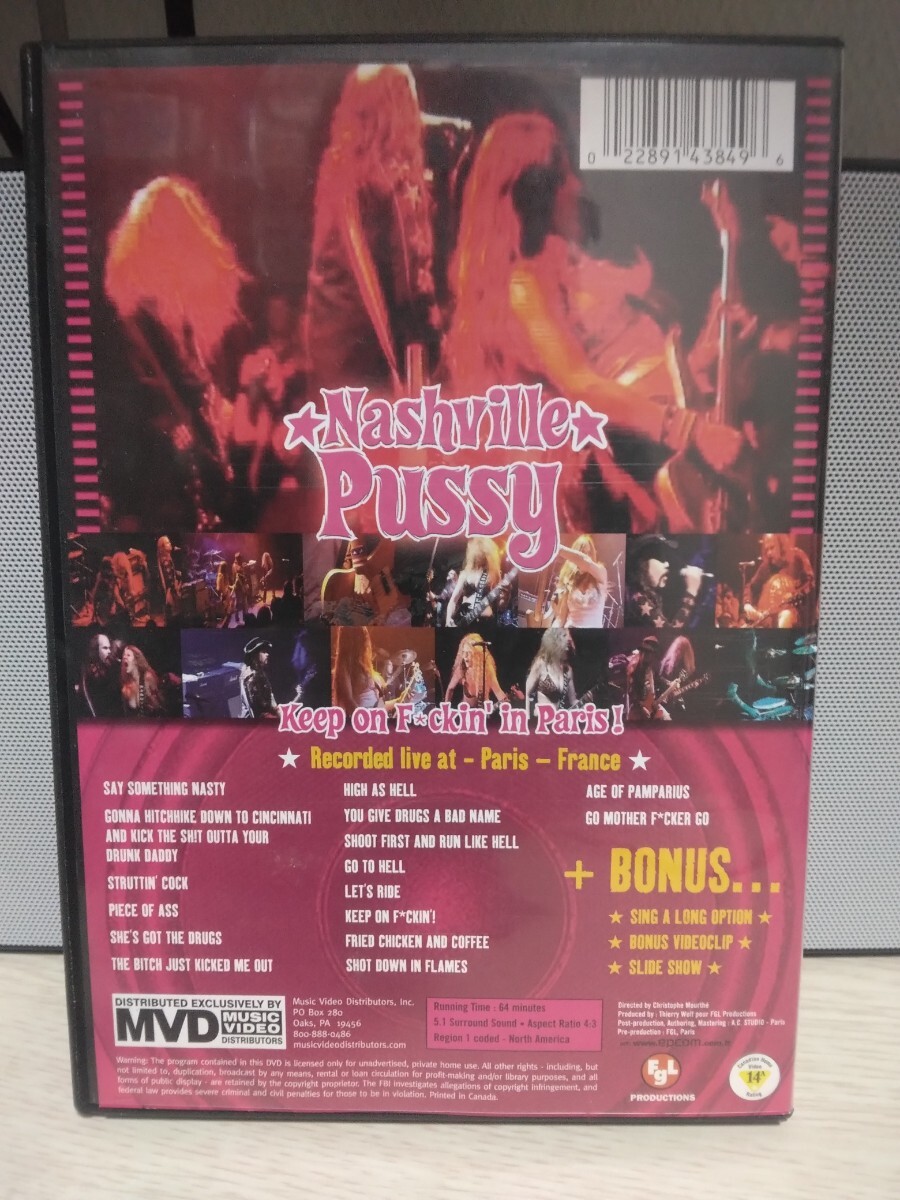 0 22891 43849 6
★Nashville★
Pussy
Keep on F*ckin' in Paris!
★ Recorded live at - Paris - France ★
SAY SOMETHING NASTY
GONNA HITCHHIKE DOWN TO CINCINNATI
AND KICK THE SH!T OUTTA YOUR
DRUNK DADDY
STRUTTIN' COCK
PIECE OF ASS
SHE'S GOT THE DRUGS
THE BITCH JUST KICKED ME OUT
HIGH AS HELL
YOU GIVE DRUGS A BAD NAME
SHOOT FIRST AND RUN LIKE HELL
GO TO HELL
LET'S RIDE
KEEP ON F*CKIN'!
FRIED CHICKEN AND COFFEE
SHOT DOWN IN FLAMES
AGE OF PAMPARIUS
GO MOTHER F*CKER GO
+ BONUS...
★ SING A LONG OPTION ★
★ BONUS VIDEOCLIP ★
★ SLIDE SHOW ★
DISTRIBUTED EXCLUSIVELY BY
MVD MUSIC VIDEO DISTRIBUTORS
Music Video Distributors, Inc.
PO Box 280
Oaks, PA 19456
800-888-0486
musicvideodistributors.com
Running Time - 64 minutes
5.1 Surround Sound • Aspect Ratio 4.3
Region 1 coded - North America
Directed by Christophe Maurithé
Produced by : Thierry Wolf pour FGL Productions
Post-production, Authoring, Mastering : A.C. STUDIO - Paris
Pre-production : FGL, Paris
Warning: The program contained in this DVD is licensed only for unadvertised, private home use. All other rights - including, but
not limited to, duplication, broadcast by any means, rental or loan circulation for profit-making and/or library purposes, and all
forms of public display - are retained by the copyright proprietor. The FBI investigates allegations of copyright infringement, and
federal law provides severe criminal and civil penalties for those to be in violation. Printed in Canada.
FGL
PRODUCTIONS
Canadian Home
Video
14A
Rating